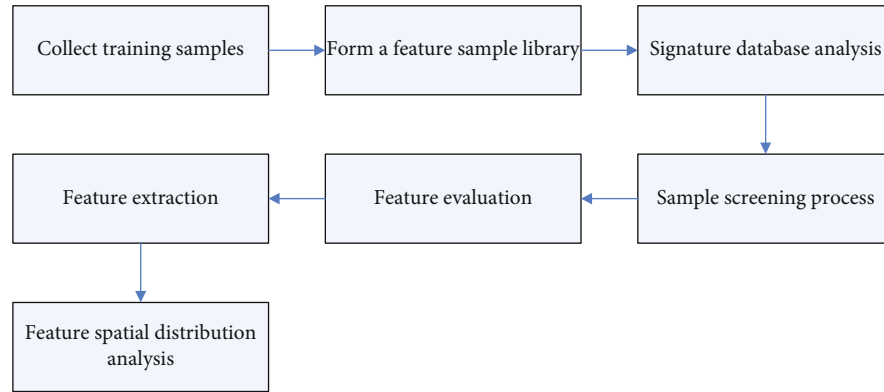 Collect training samples
Form a feature sample library
Signature database analysis
Feature extraction
Feature evaluation
Sample screening process
Feature spatial distribution
analysis